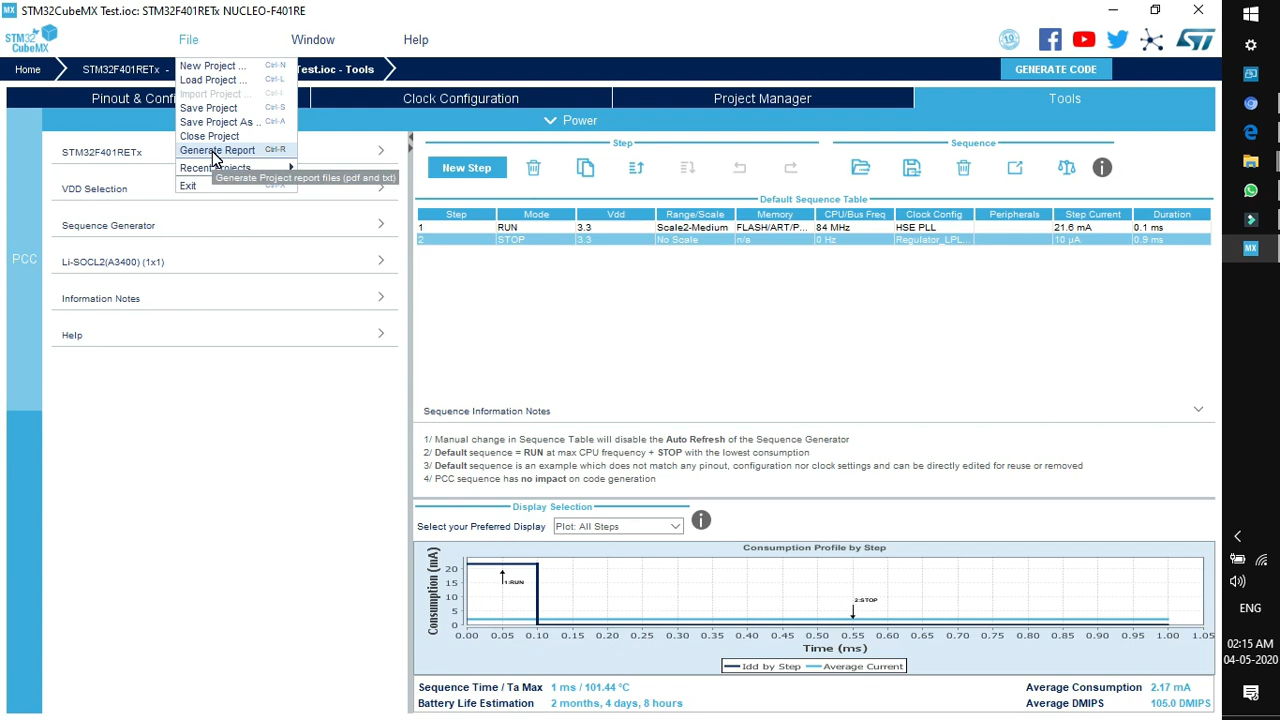 MX STM32CubeMX Test.ioc: STM32F401RETx NUCLEO-F401RE
STM32 CubeMX
File
Window
Help
10
Home
STM32F401RETx -
Test.ioc - Tools
GENERATE CODE
New Project ... Ctrl-N
Load Project ... Ctrl-L
Import Project ... Ctrl-I
Save Project Ctrl-S
Save Project As .. Ctrl-A
Close Project
Generate Report Ctrl-R
Exit
Generate Project report files (pdf and txt)
Pinout & Confi
Clock Configuration
Project Manager
Tools
Power
PCC
STM32F401RETx
VDD Selection
Sequence Generator
Li-SOCL2(A3400) (1x1)
Information Notes
Help
Step
Sequence
New Step
Default Sequence Table
Step Mode Vdd Range/Scale Memory CPU/Bus Freq Clock Config Peripherals Step Current Duration
1 RUN 3.3 Scale2-Medium FLASH/ART/P... 84 MHz HSE PLL 21.6 mA 0.1 ms
2 STOP 3.3 No Scale n/a 0 Hz Regulator_LPL... 10 µA 0.9 ms
Sequence Information Notes
1/ Manual change in Sequence Table will disable the Auto Refresh of the Sequence Generator
2/ Default sequence = RUN at max CPU frequency + STOP with the lowest consumption
3/ Default sequence is an example which does not match any pinout, configuration nor clock settings and can be directly edited for reuse or removed
4/ PCC sequence has no impact on code generation
Display Selection
Select your Preferred Display Plot: All Steps
Consumption Profile by Step
Consumption (mA)
20
15
10
5
0
1:RUN
2:STOP
0.00 0.05 0.10 0.15 0.20 0.25 0.30 0.35 0.40 0.45 0.50 0.55 0.60 0.65 0.70 0.75 0.80 0.85 0.90 0.95 1.00 1.05
Time (ms)
Idd by Step Average Current
Sequence Time / Ta Max 1 ms / 101.44 °C
Average Consumption 2.17 mA
Battery Life Estimation 2 months, 4 days, 8 hours
Average DMIPS 105.0 DMIPS
MX
ENG
02:15 AM
04-05-2020